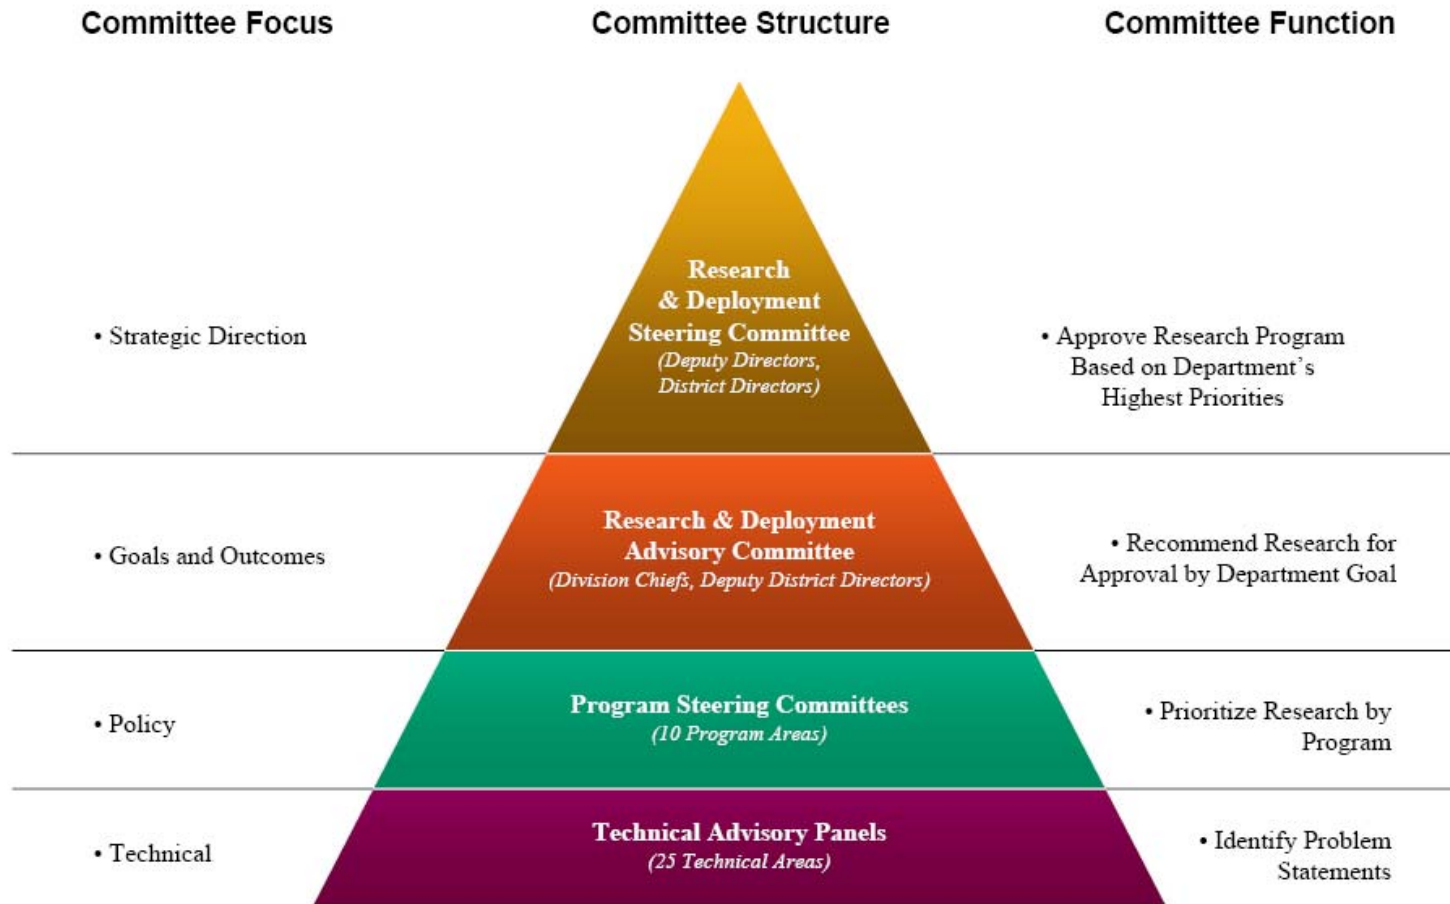 Committee Focus
Committee Structure
Committee Function
Research
& Deployment
Steering Committee
(Deputy Directors,
District Directors)
• Strategic Direction
• Approve Research Program
Based on Department’s
Highest Priorities
Research & Deployment
Advisory Committee
(Division Chiefs, Deputy District Directors)
• Goals and Outcomes
• Recommend Research for
Approval by Department Goal
Program Steering Committees
(10 Program Areas)
• Policy
• Prioritize Research by
Program
Technical Advisory Panels
(25 Technical Areas)
• Technical
• Identify Problem
Statements